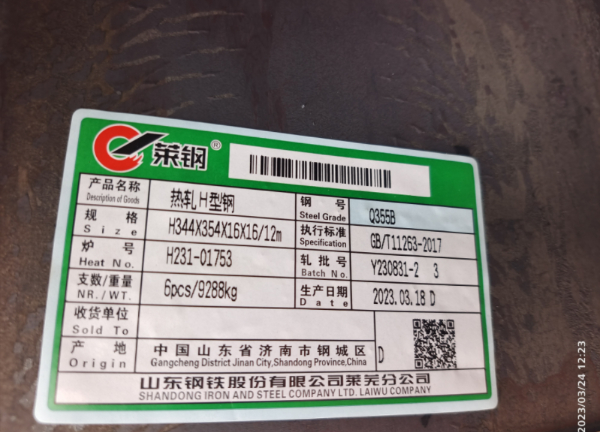 莱钢®
产品名称 Description of Goods 热轧H型钢 钢号 Steel Grade Q355B
规格 Size H344X354X16X16/12m 执行标准 Specification GB/T11263-2017
炉号 Heat No. H231-01753 轧批号 Batch No. Y230831-2 3
支数/重量 NR./WT. 6pcs/9288kg 生产日期 Date 2023.03.18 D
收货单位 Sold To
产地 Origin 中国山东省济南市钢城区 Gangcheng District Jinan City,Shandong Province,China D
山东钢铁股份有限公司莱芜分公司
SHANDONG IRON AND STEEL COMPANY LTD. LAIWU COMPANY
2023/03/24 12:23